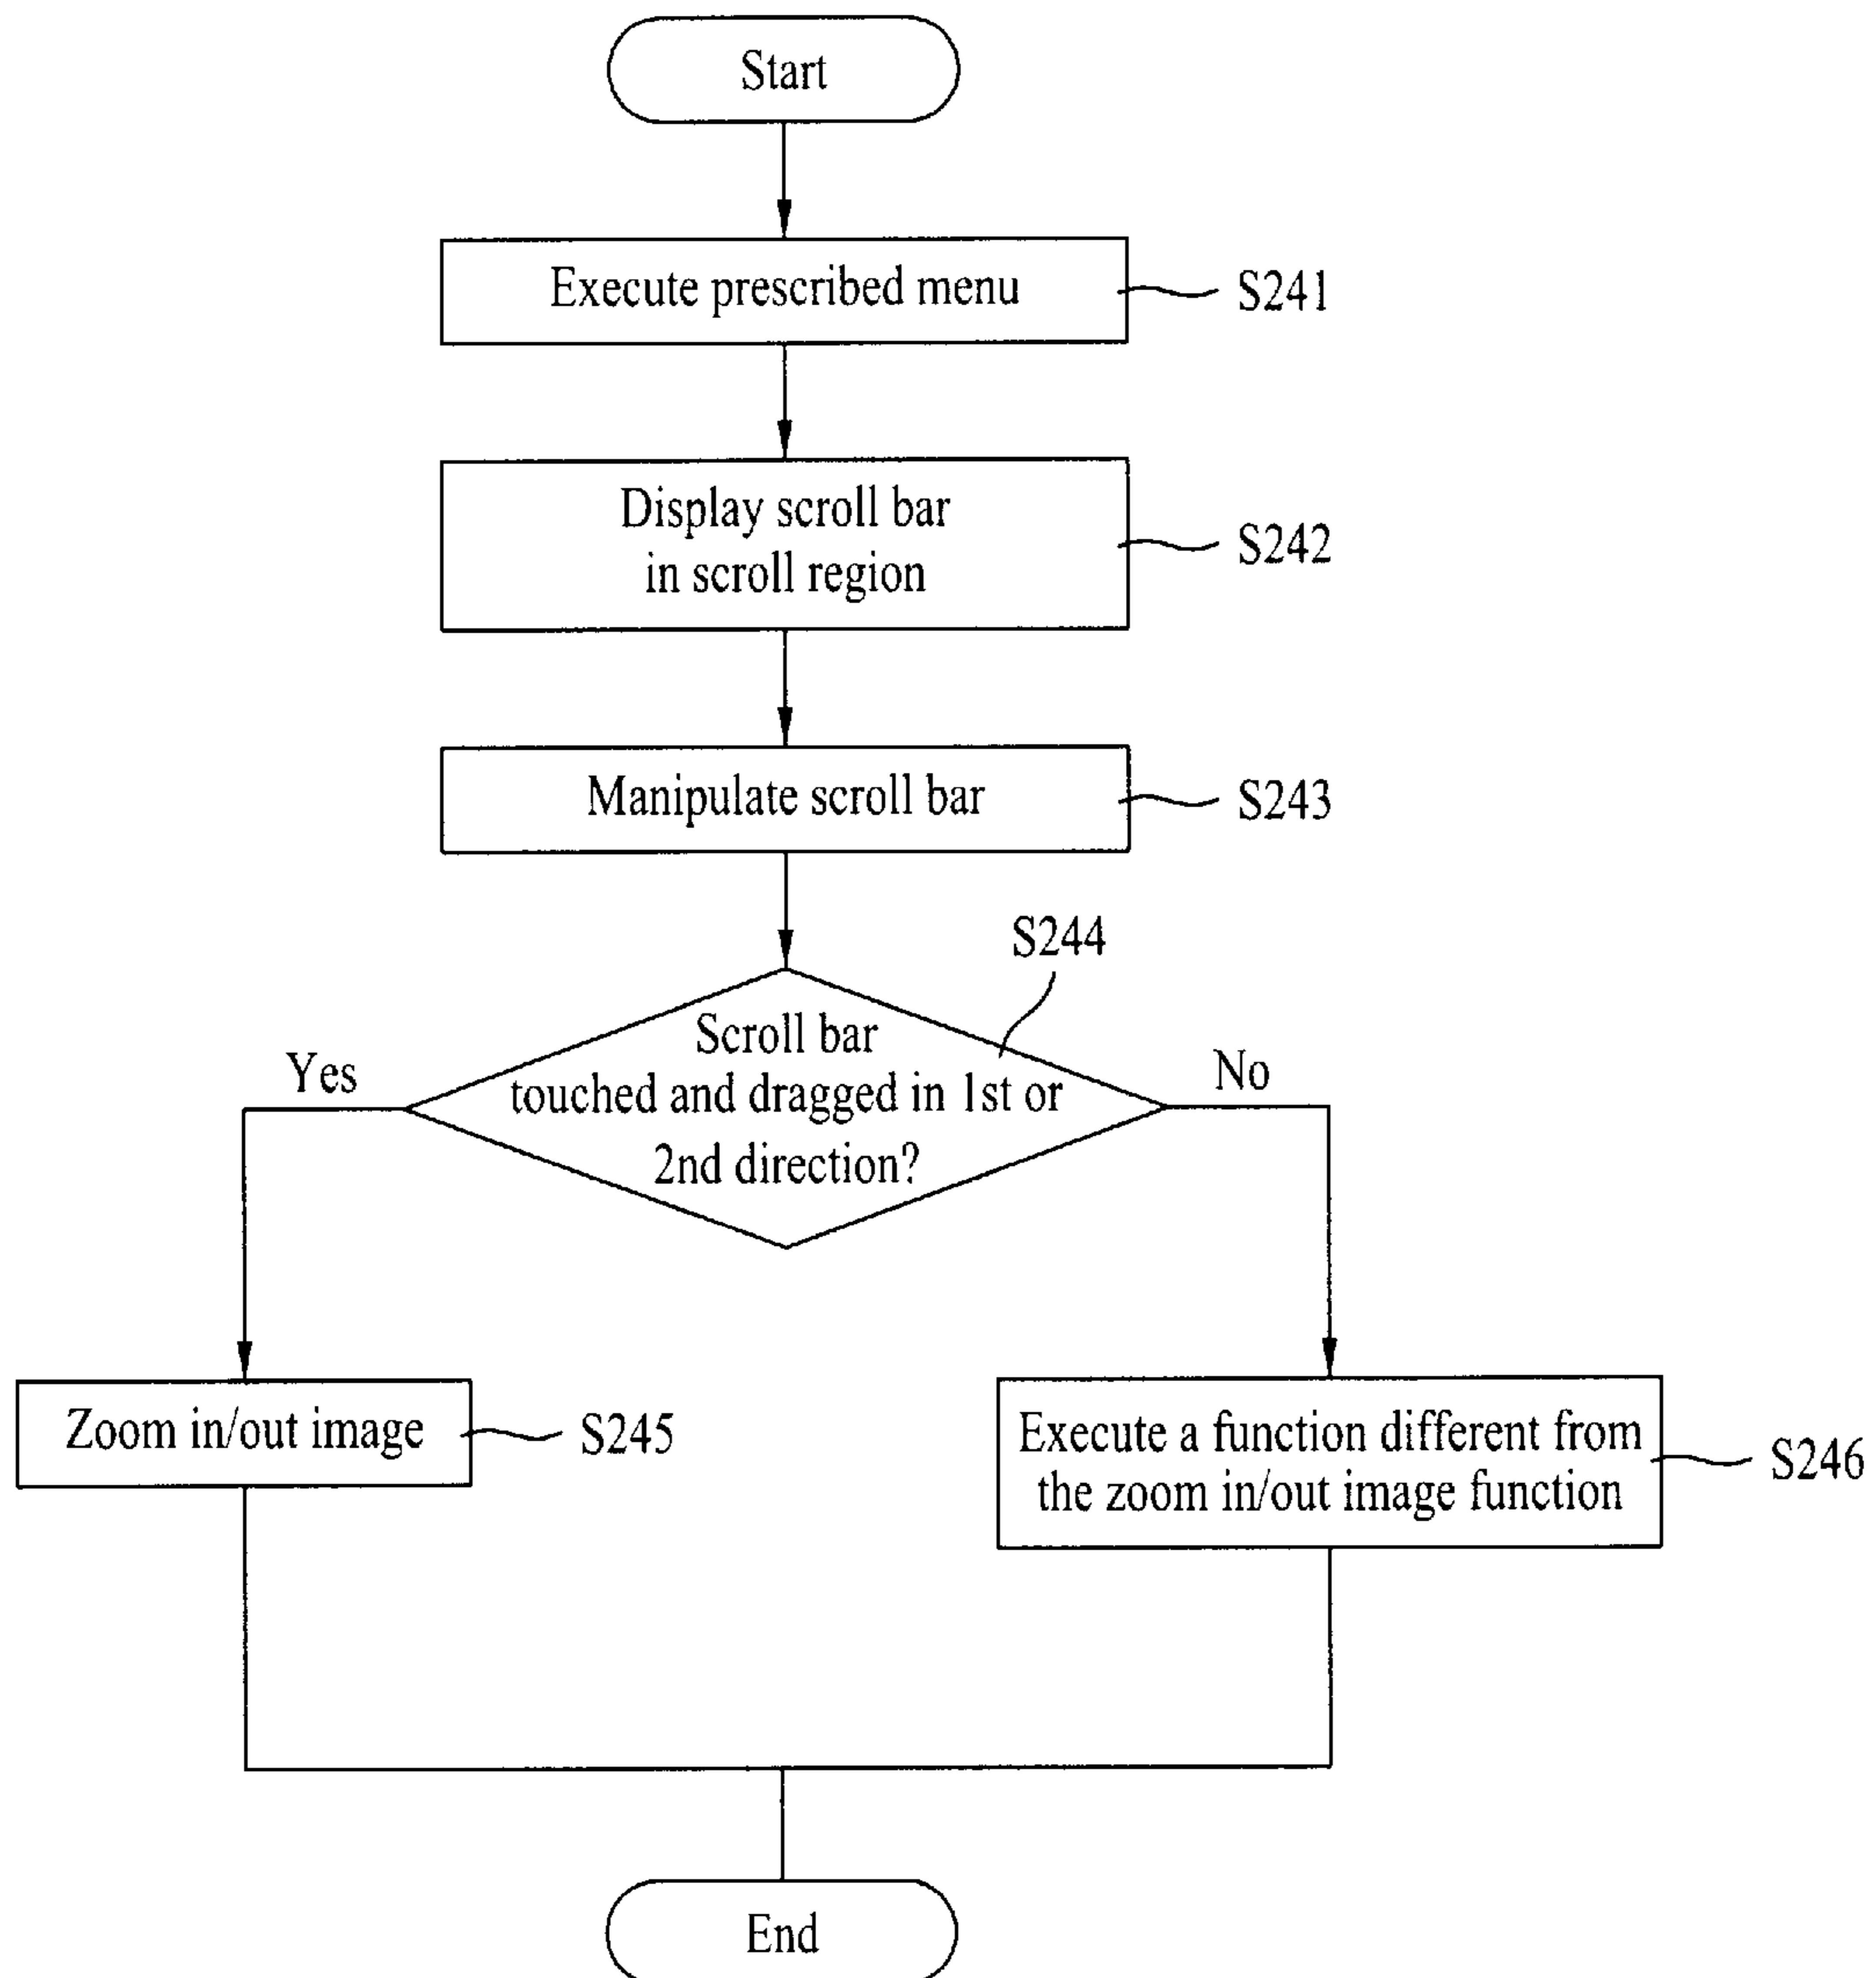 Start
Execute prescribed menu
S241
Display scroll bar
in scroll region
S242
Manipulate scroll bar
S243
S244
Scroll bar
touched and dragged in 1st or
2nd direction?
Yes
No
Zoom in/out image
S245
Execute a function different from
the zoom in/out image function
S246
End